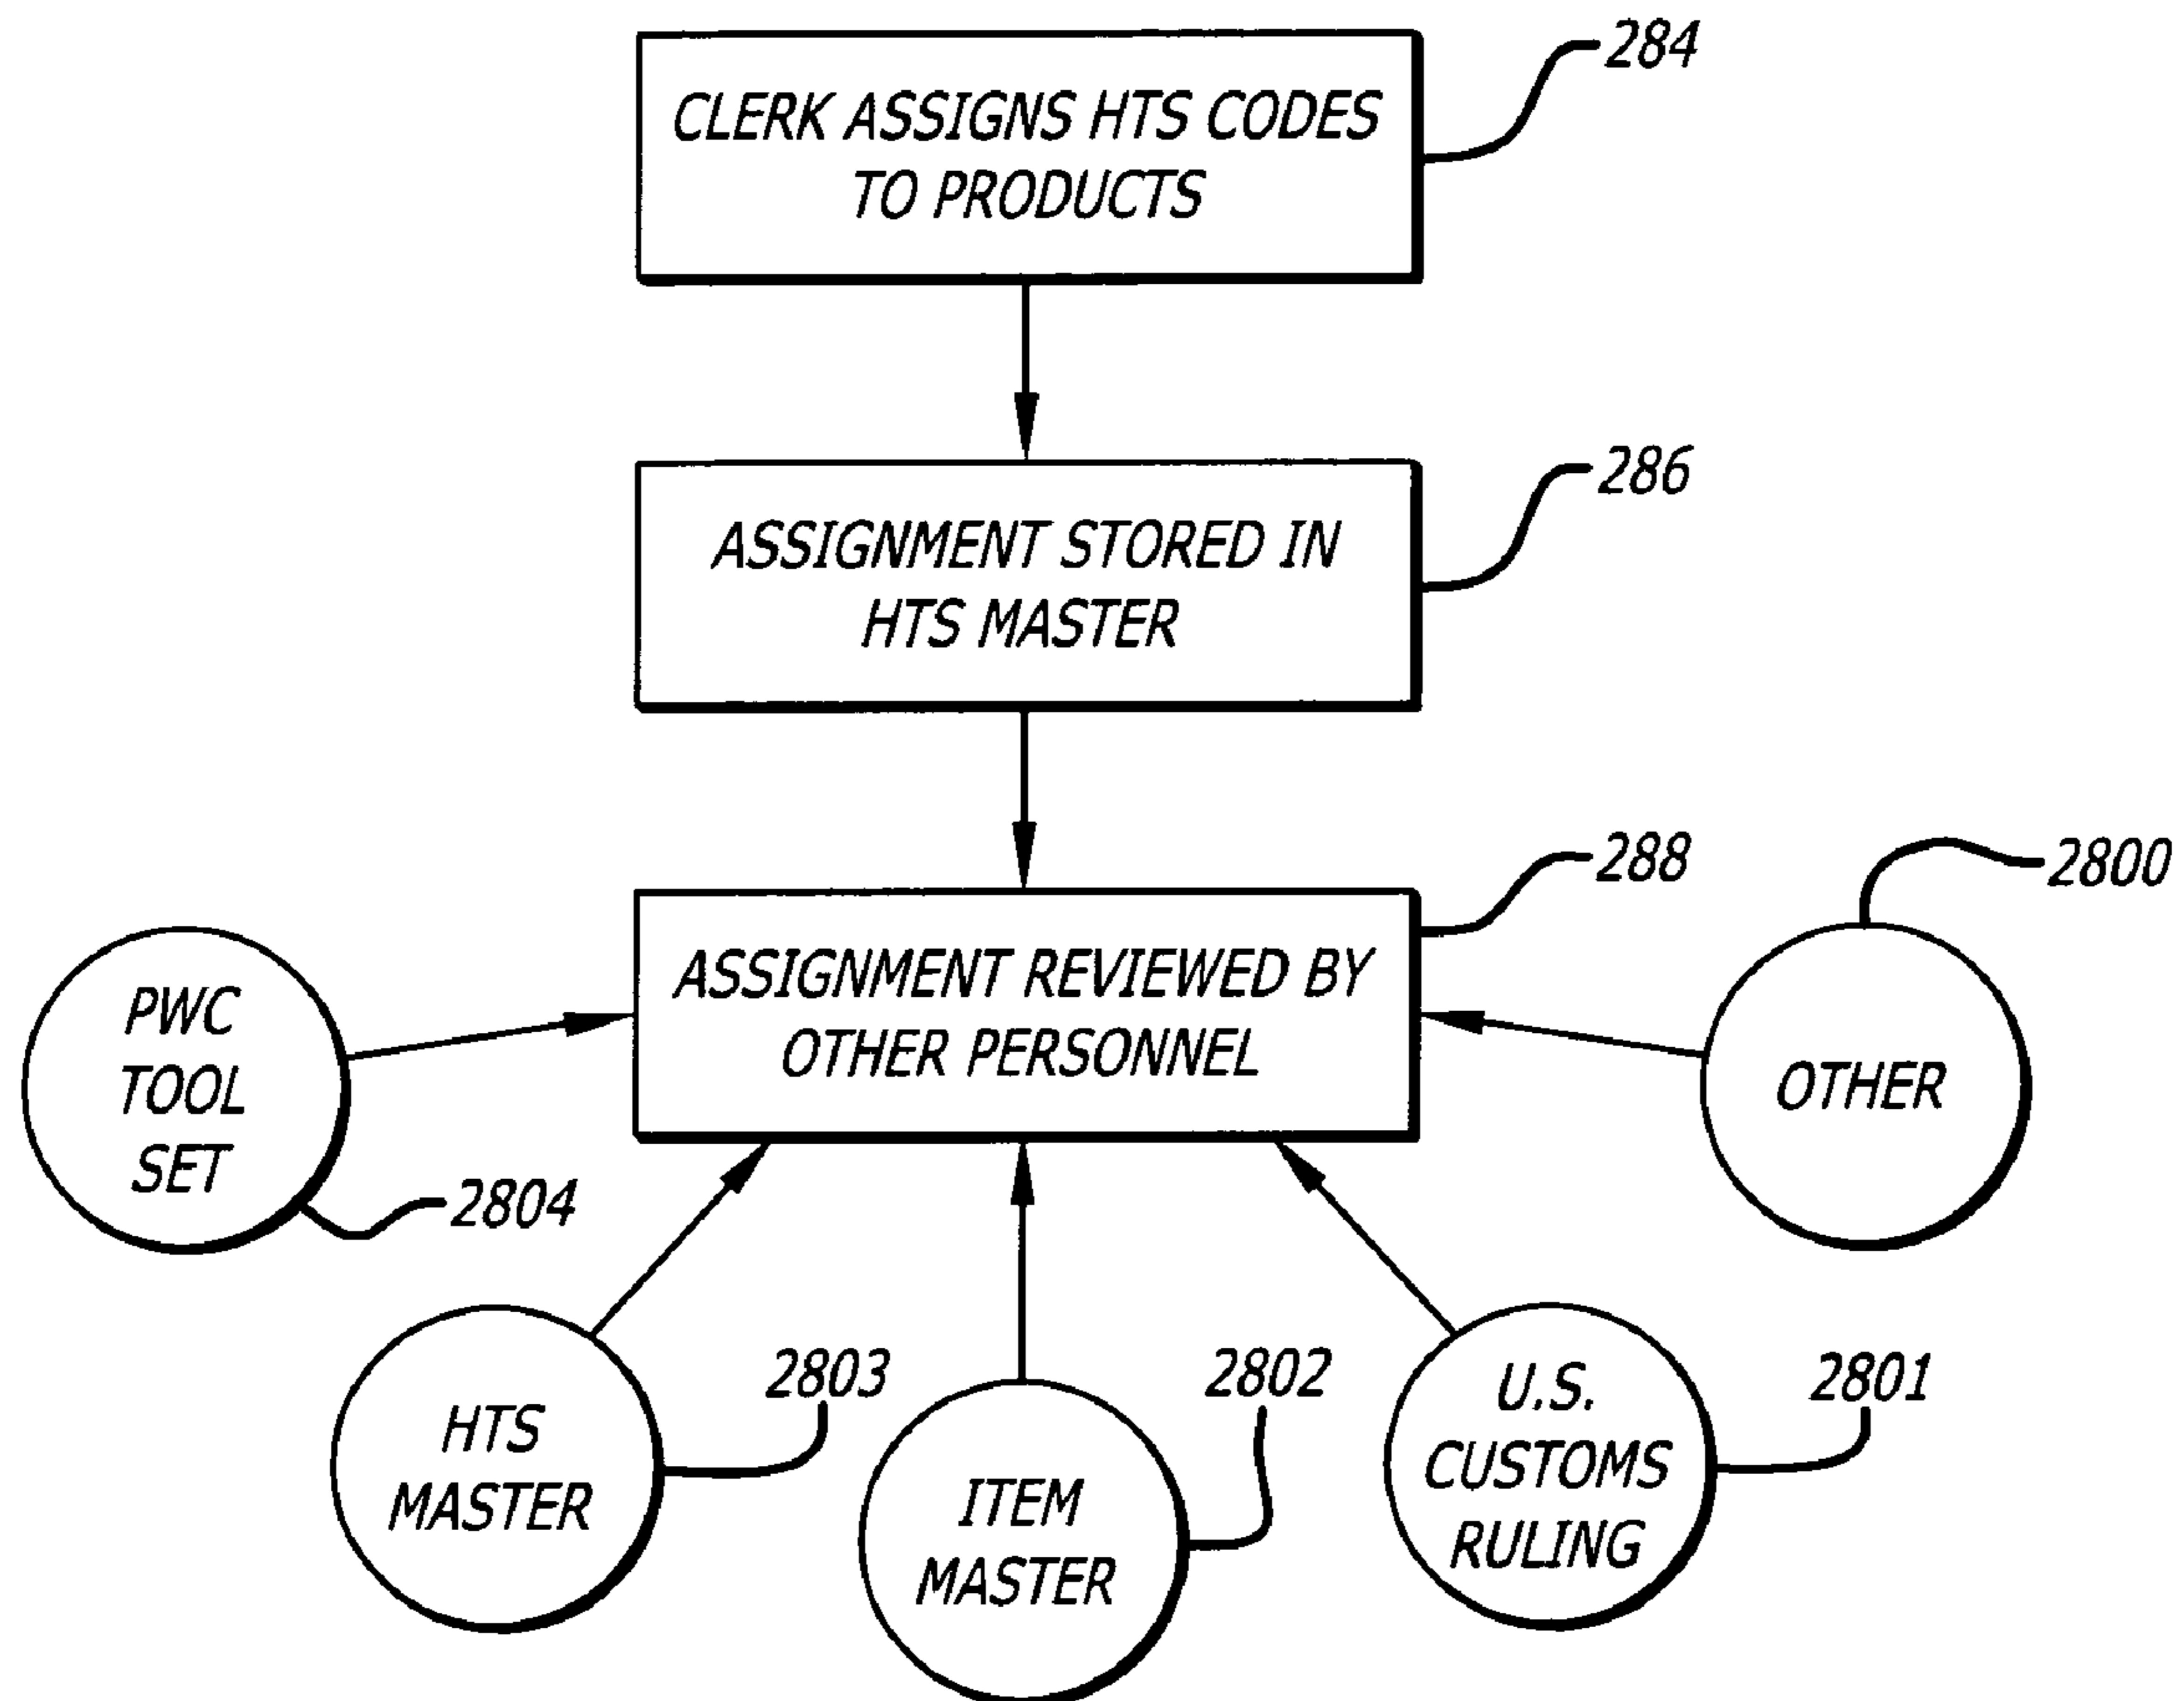 284
CLERK ASSIGNS HTS CODES
TO PRODUCTS
286
ASSIGNMENT STORED IN
HTS MASTER
288
2800
ASSIGNMENT REVIEWED BY
OTHER PERSONNEL
PWC
TOOL
SET
2804
OTHER
HTS
MASTER
2803
ITEM
MASTER
2802
U.S.
CUSTOMS
RULING
2801